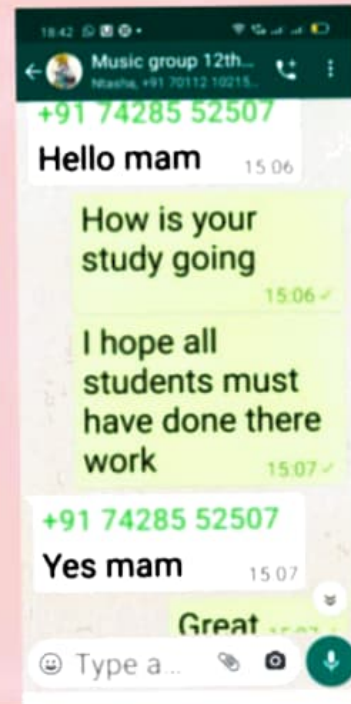 18:42
Music group 12th...
Ntasha, +91 70112 10215...
+91 74285 52507
Hello mam 15:06
How is your
study going
15:06
I hope all
students must
have done there
work 15:07
+91 74285 52507
Yes mam 15:07
Great
Type a...